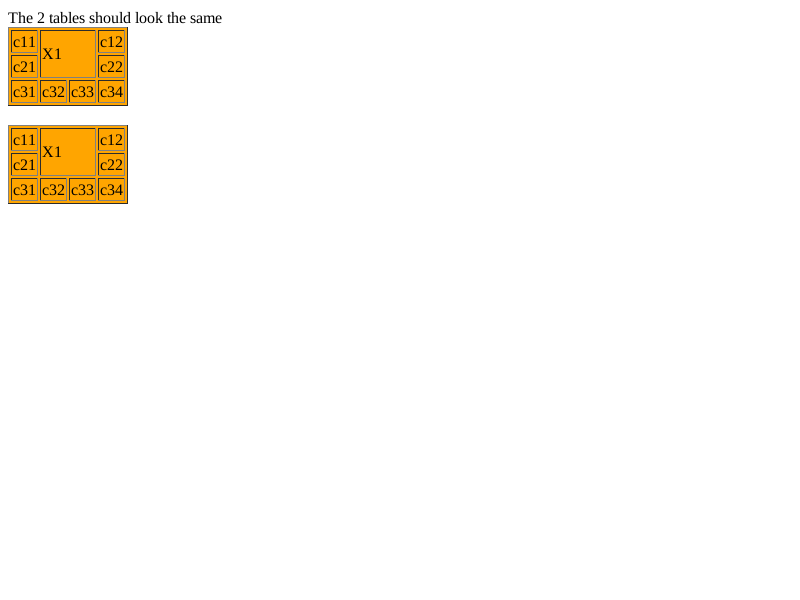 The 2 tables should look the same
c11 X1 c12
c21 c22
c31 c32 c33 c34
c11 X1 c12
c21 c22
c31 c32 c33 c34